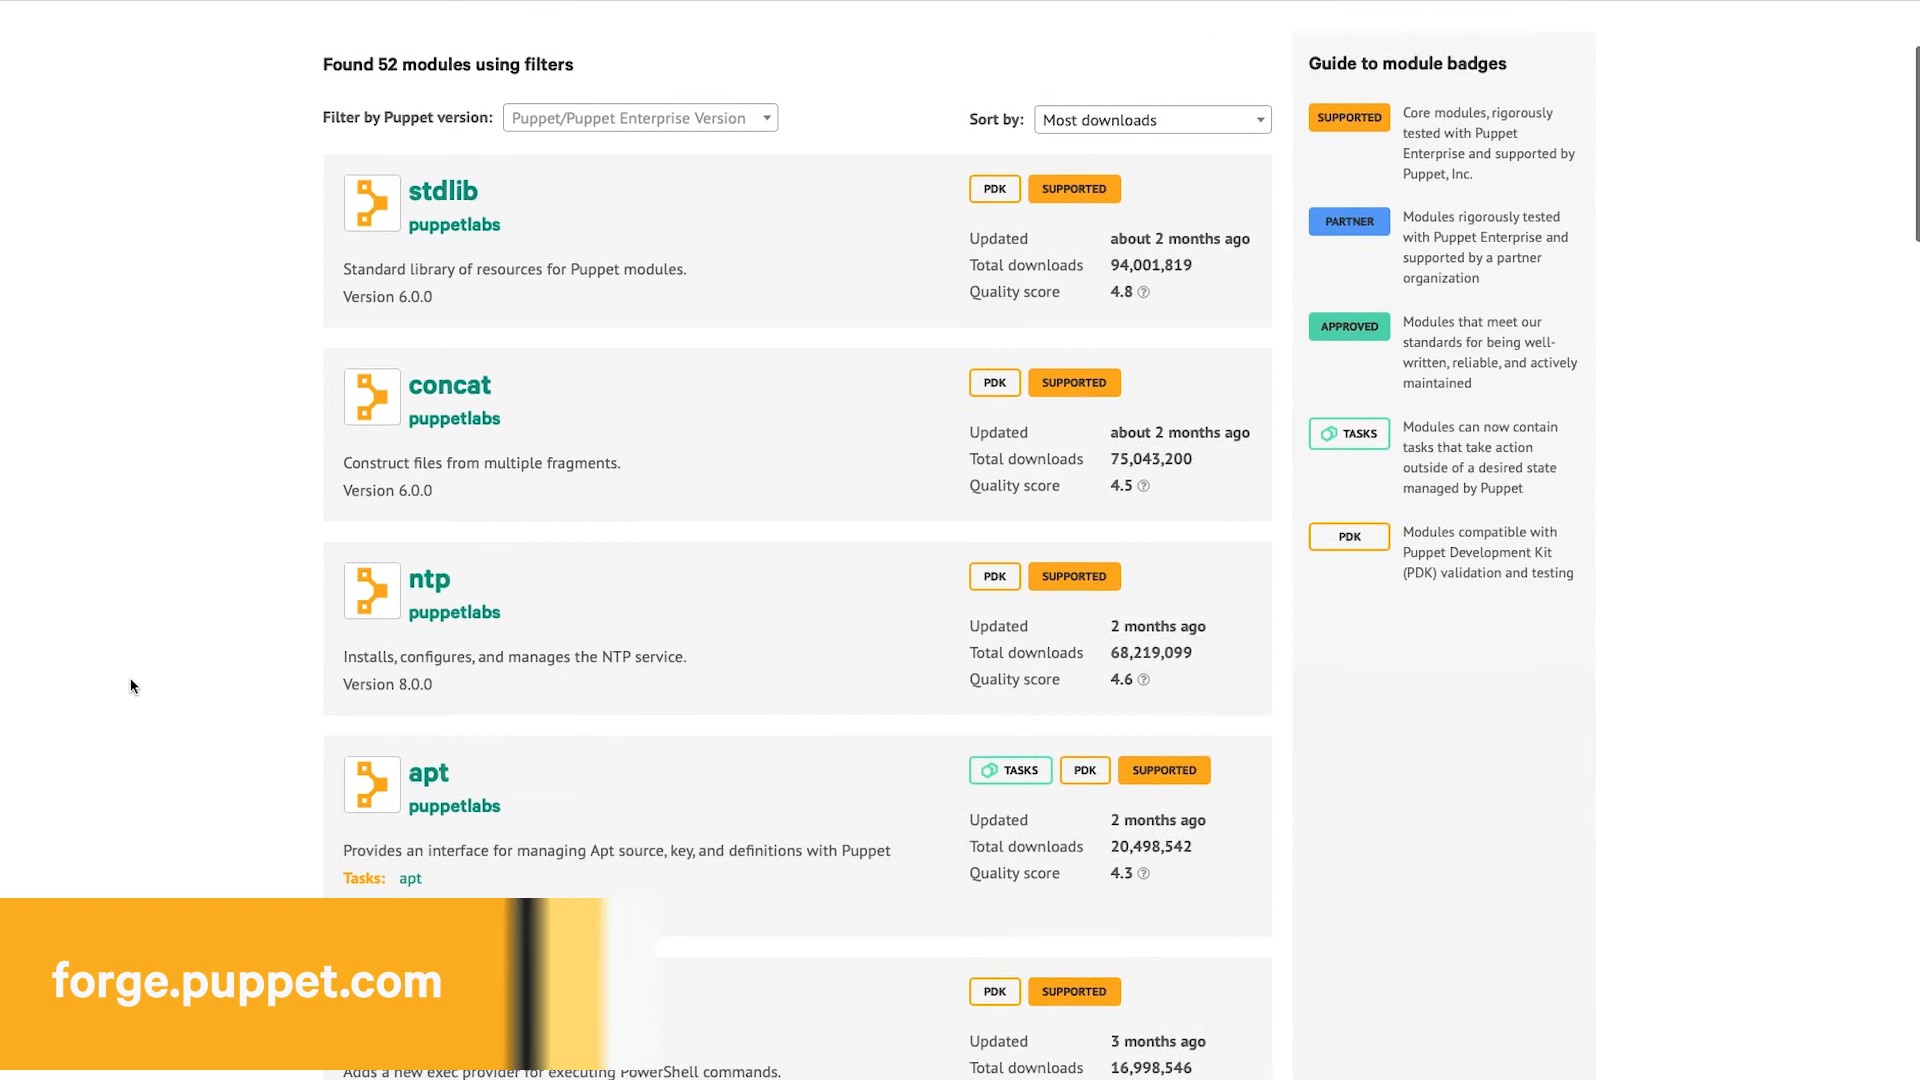 Found 52 modules using filters
Filter by Puppet version: Puppet/Puppet Enterprise Version
Sort by: Most downloads
stdlib
puppetlabs
Standard library of resources for Puppet modules.
Version 6.0.0
PDK SUPPORTED
Updated about 2 months ago
Total downloads 94,001,819
Quality score 4.8 ?
concat
puppetlabs
Construct files from multiple fragments.
Version 6.0.0
PDK SUPPORTED
Updated about 2 months ago
Total downloads 75,043,200
Quality score 4.5 ?
ntp
puppetlabs
Installs, configures, and manages the NTP service.
Version 8.0.0
PDK SUPPORTED
Updated 2 months ago
Total downloads 68,219,099
Quality score 4.6 ?
apt
puppetlabs
Provides an interface for managing Apt source, key, and definitions with Puppet
Tasks: apt
TASKS PDK SUPPORTED
Updated 2 months ago
Total downloads 20,498,542
Quality score 4.3 ?
PDK SUPPORTED
Updated 3 months ago
Total downloads 16,998,546
Adds a new exec provider for executing PowerShell commands.
forge.puppet.com
Guide to module badges
SUPPORTED
Core modules, rigorously
tested with Puppet
Enterprise and supported by
Puppet, Inc.
PARTNER
Modules rigorously tested
with Puppet Enterprise and
supported by a partner
organization
APPROVED
Modules that meet our
standards for being well-
written, reliable, and actively
maintained
TASKS
Modules can now contain
tasks that take action
outside of a desired state
managed by Puppet
PDK
Modules compatible with
Puppet Development Kit
(PDK) validation and testing